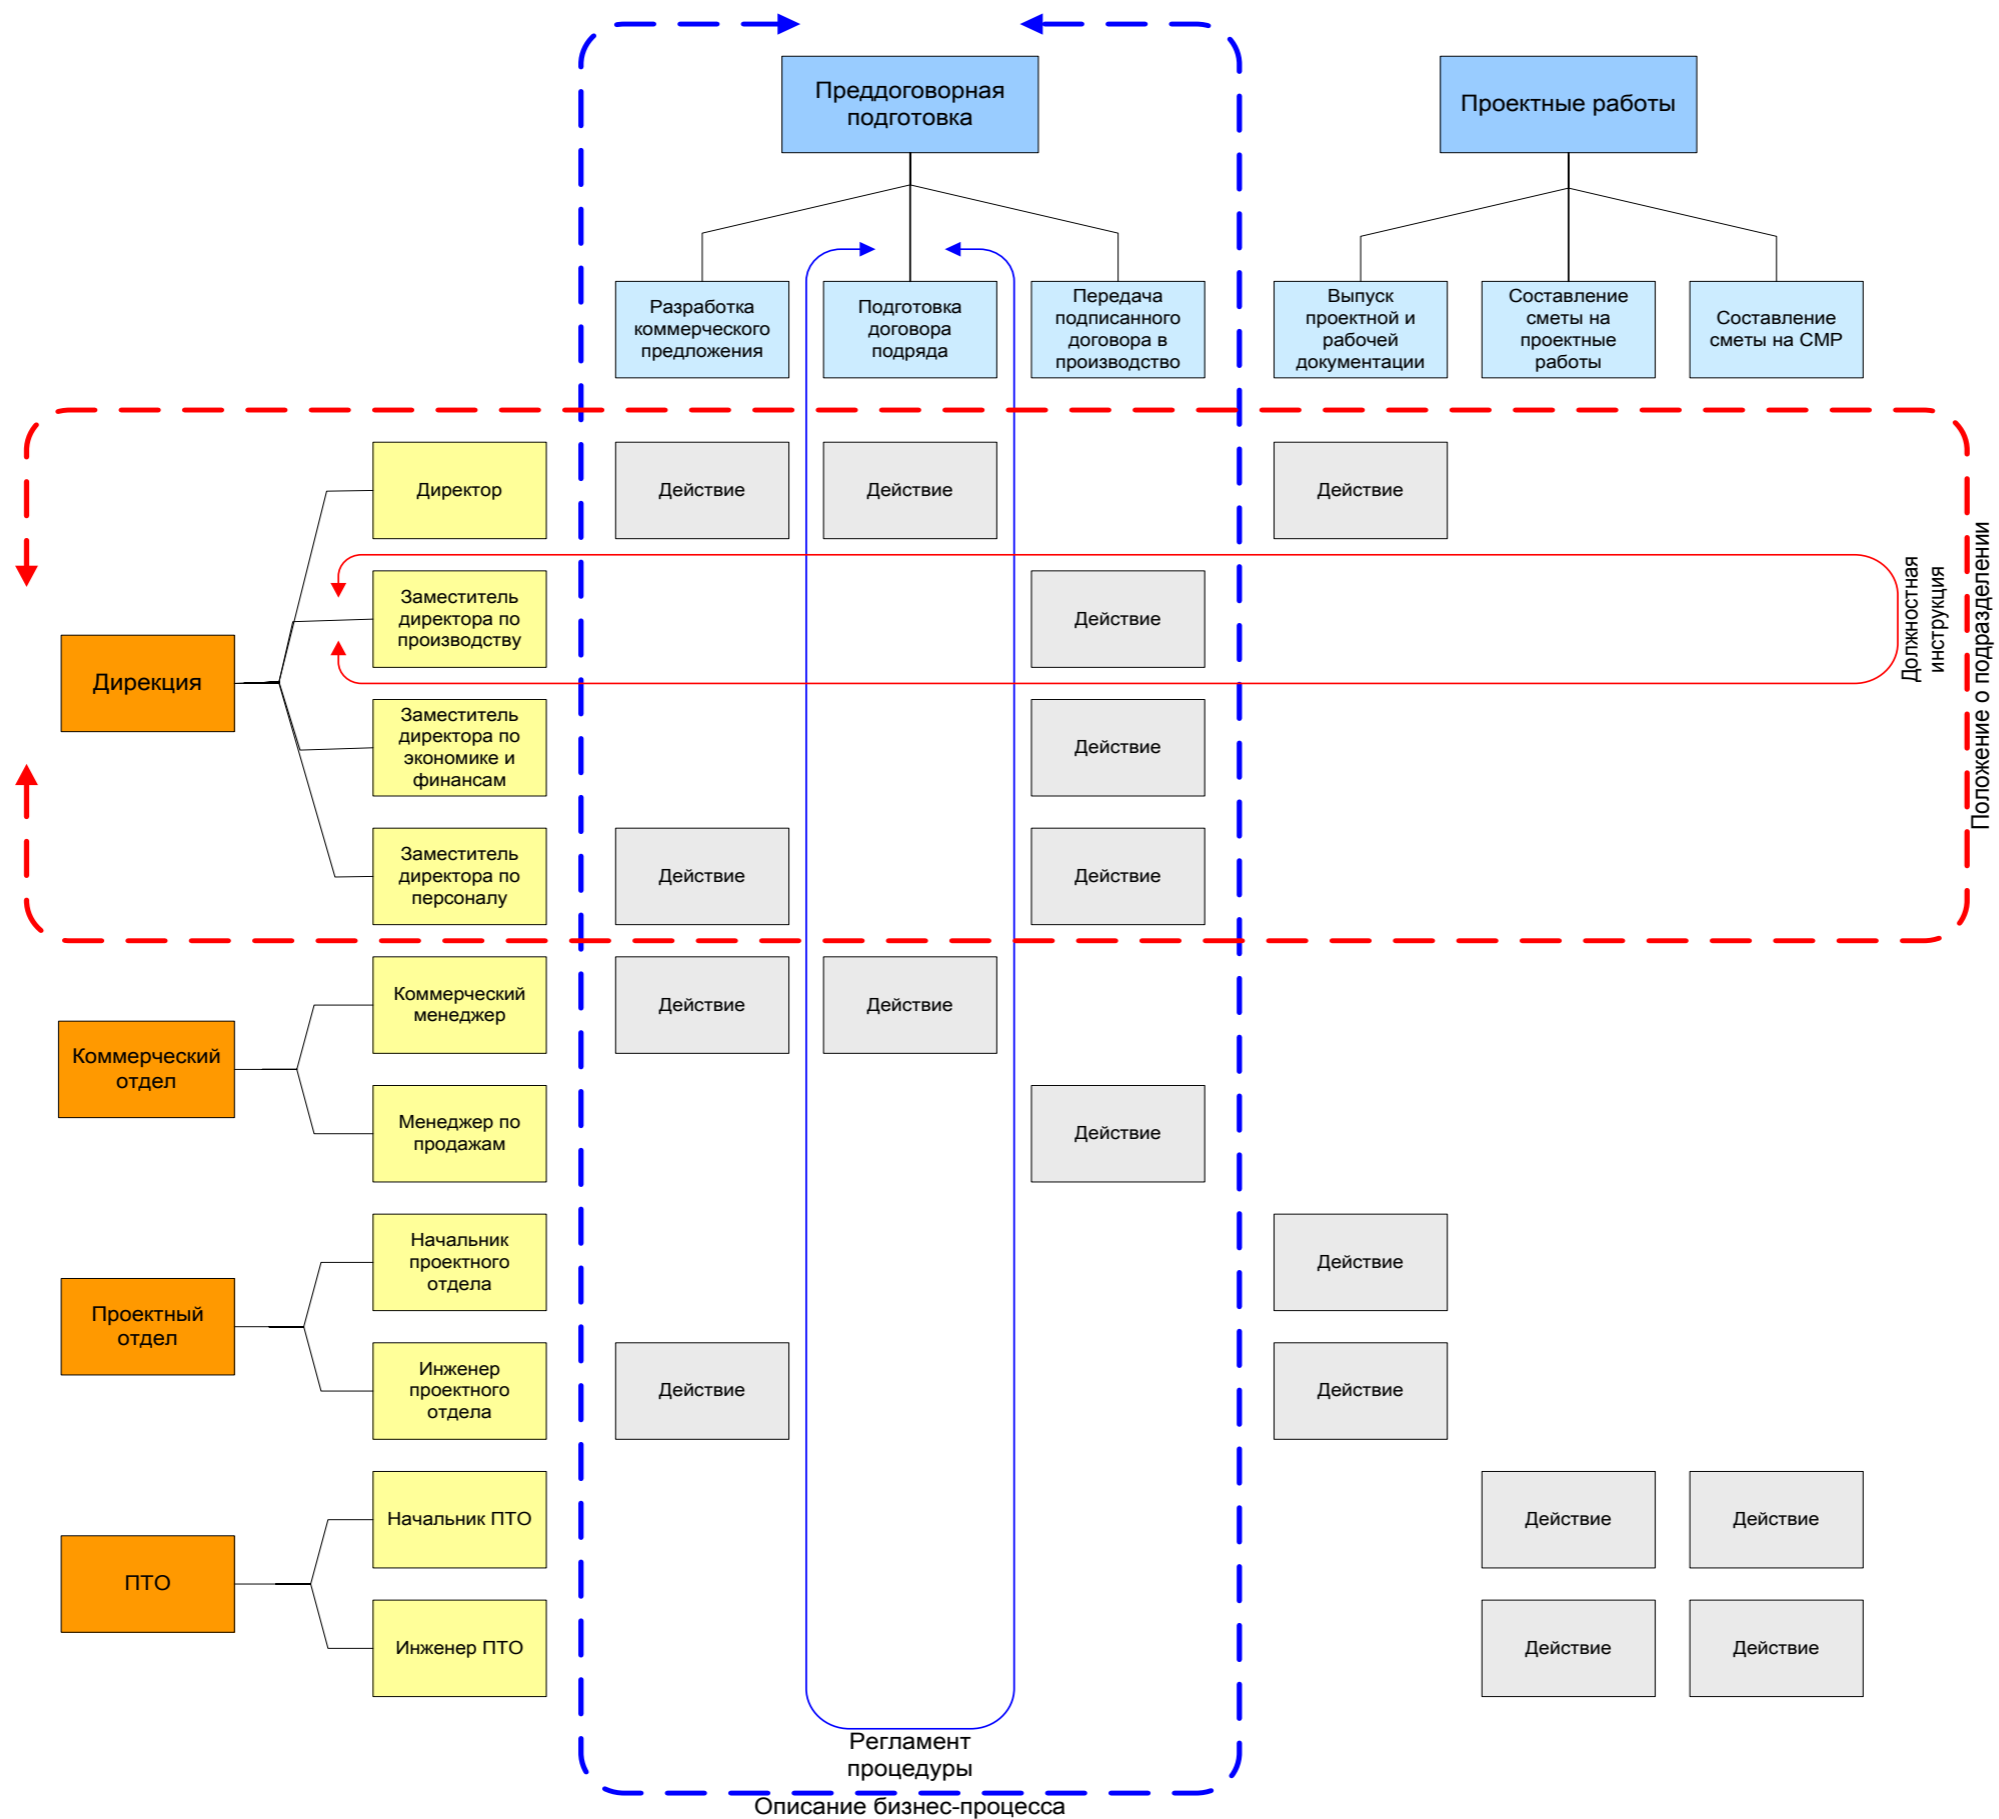 Преддоговорная
подготовка
Проектные работы
Разработка
коммерческого
предложения
Подготовка
договора
подряда
Передача
подписанного
договора в
производство
Выпуск
проектной и
рабочей
документации
Составление
сметы на
проектные
работы
Составление
сметы на СМР
Директор
Действие
Действие
Действие
Заместитель
директора по
производству
Действие
Должностная
инструкция
Положение о подразделении
Дирекция
Заместитель
директора по
экономике и
финансам
Действие
Заместитель
директора по
персоналу
Действие
Действие
Коммерческий
отдел
Коммерческий
менеджер
Действие
Действие
Менеджер по
продажам
Действие
Проектный
отдел
Начальник
проектного
отдела
Действие
Инженер
проектного
отдела
Действие
Действие
ПТО
Начальник ПТО
Действие
Действие
Инженер ПТО
Действие
Действие
Регламент
процедуры
Описание бизнес-процесса